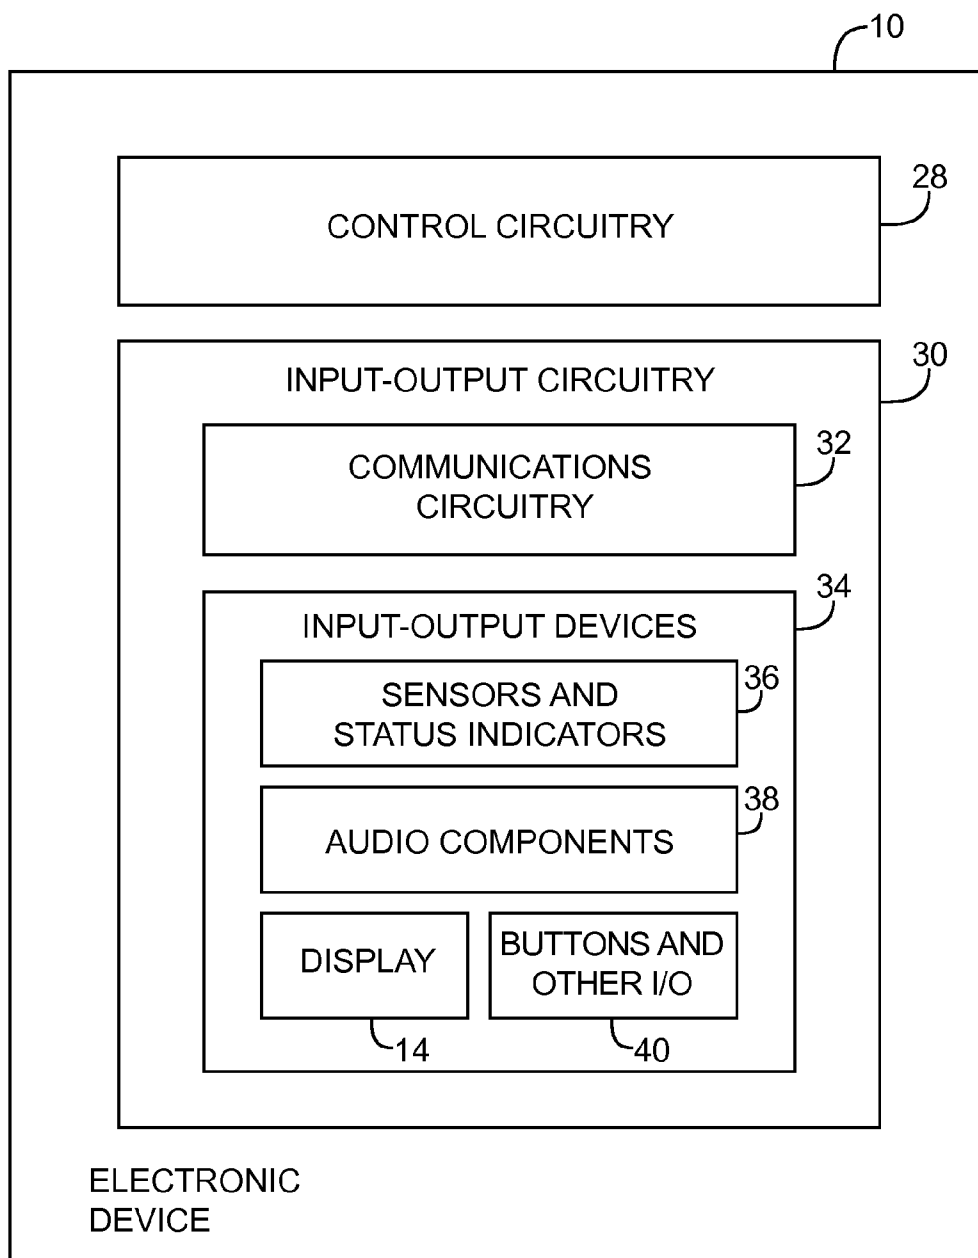 10
CONTROL CIRCUITRY
28
INPUT-OUTPUT CIRCUITRY
30
COMMUNICATIONS
CIRCUITRY
32
INPUT-OUTPUT DEVICES
34
SENSORS AND
STATUS INDICATORS
36
AUDIO COMPONENTS
38
DISPLAY
14
BUTTONS AND
OTHER I/O
40
ELECTRONIC
DEVICE